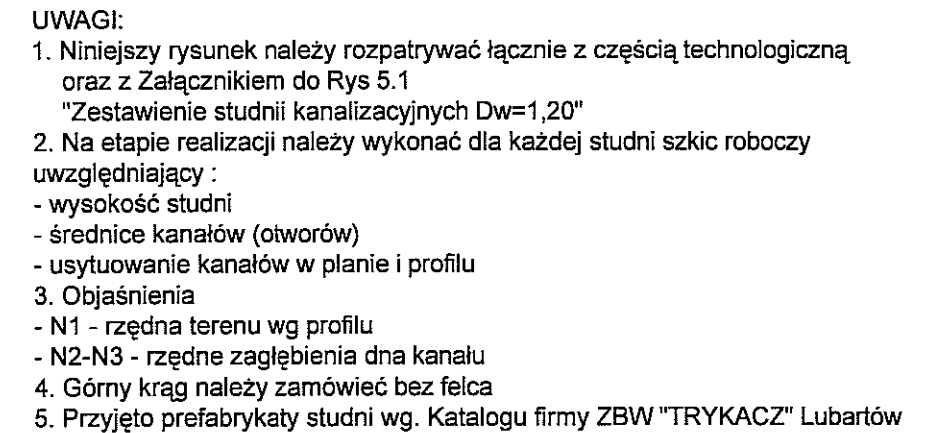 UWAGI:
1. Niniejszy rysunek należy rozpatrywać łącznie z częścią technologiczną
oraz z Załącznikiem do Rys 5.1
"Zestawienie studnii kanalizacyjnych Dw=1,20"
2. Na etapie realizacji należy wykonać dla każdej studni szkic roboczy
uwzględniający :
- wysokość studni
- średnice kanałów (otworów)
- usytuowanie kanałów w planie i profilu
3. Objaśnienia
- N1 - rzędna terenu wg profilu
- N2-N3 - rzędne zagłębienia dna kanału
4. Górny krąg należy zamówieć bez felca
5. Przyjęto prefabrykaty studni wg. Katalogu firmy ZBW "TRYKACZ" Lubartów